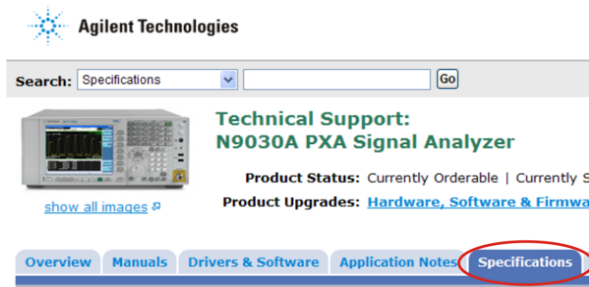 Agilent Technologies
Search: Specifications Go
Technical Support:
N9030A PXA Signal Analyzer
Product Status: Currently Orderable | Currently S
show all images Product Upgrades: Hardware, Software & Firmwa
Overview Manuals Drivers & Software Application Notes Specifications